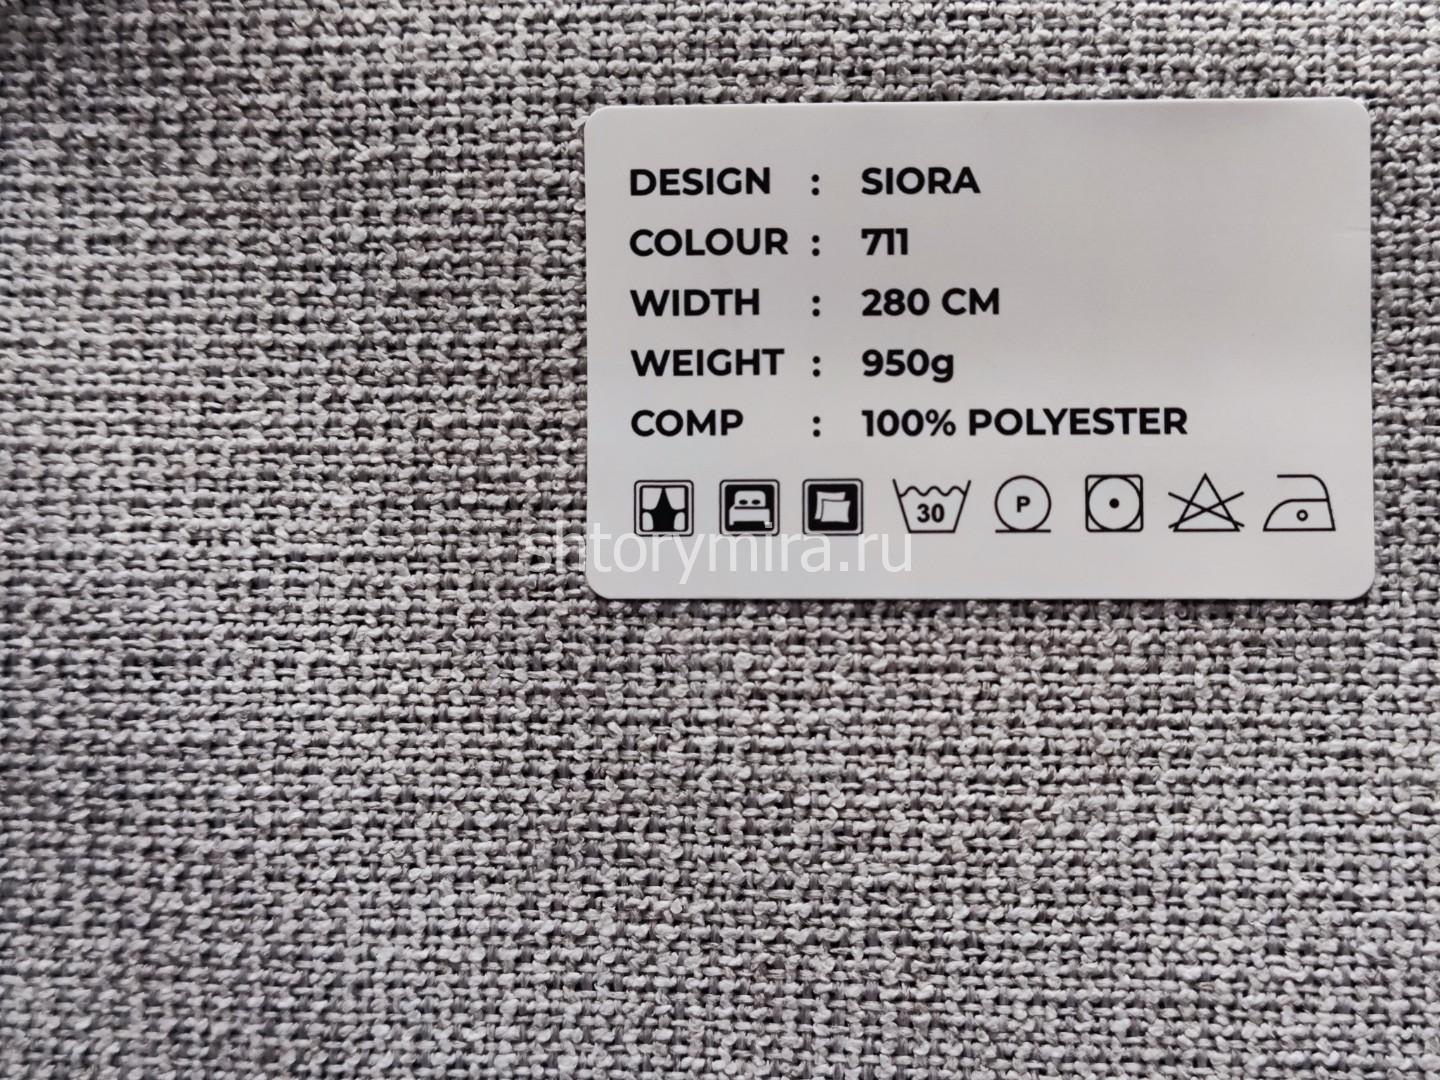 DESIGN : SIORA
COLOUR : 711
WIDTH : 280 CM
WEIGHT : 950g
COMP : 100% POLYESTER
30 P
shtorymira.ru